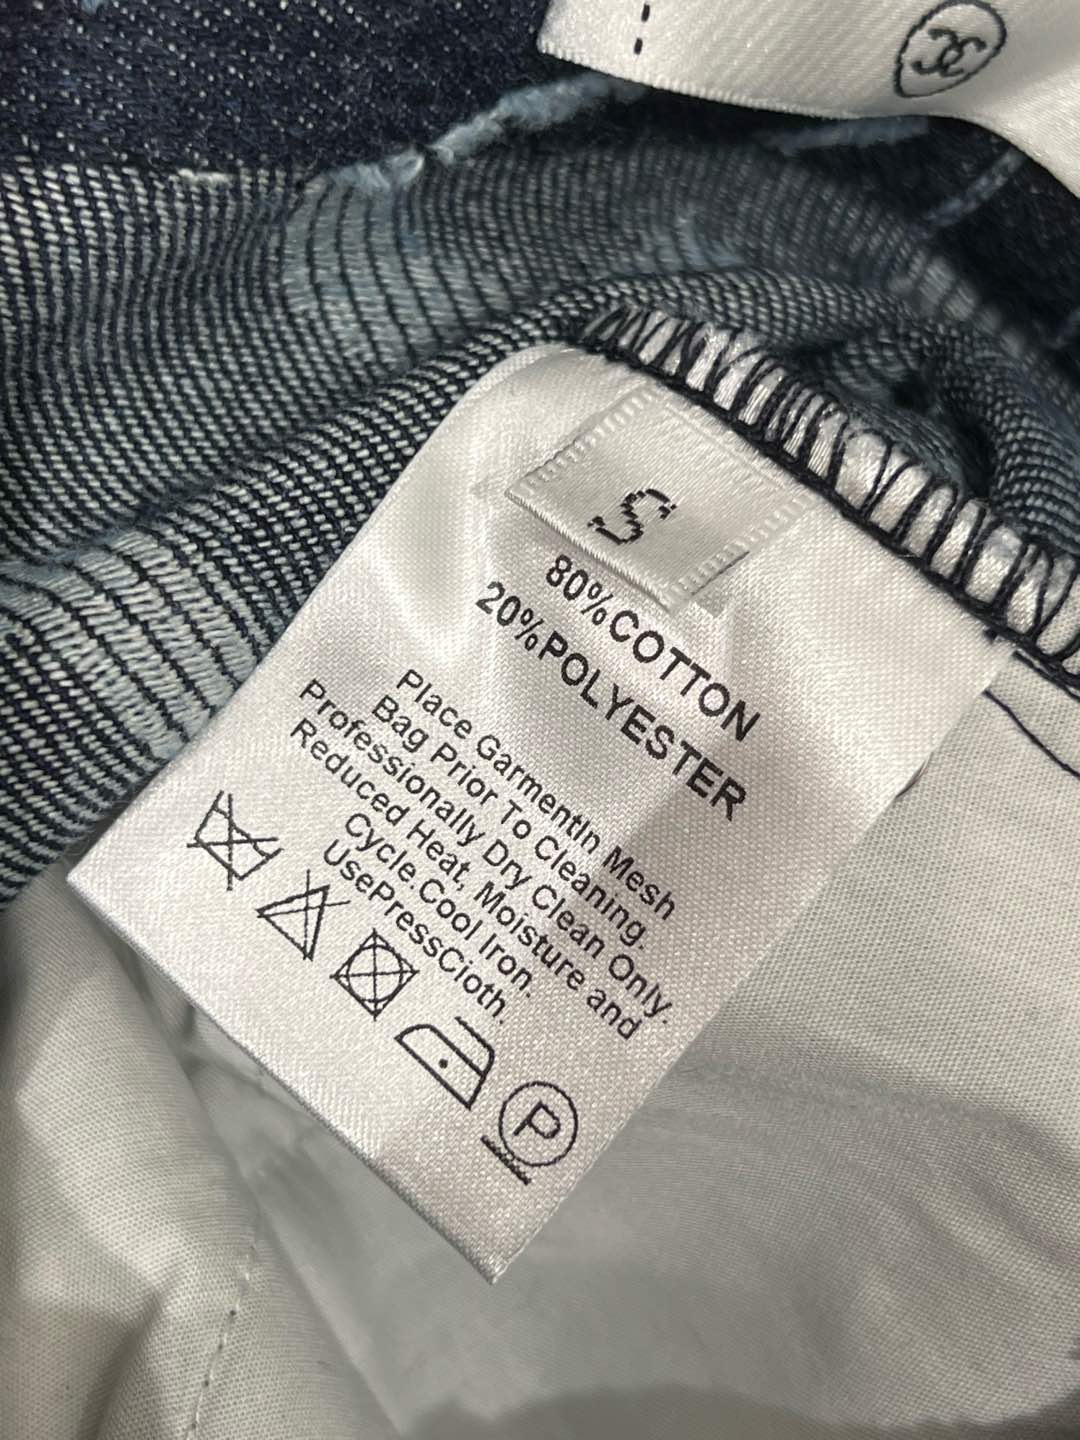 S
80%COTTON
20%POLYESTER
Place GarmentIn Mesh
Bag Prior To Cleaning.
Professionally Dry Clean Only.
Reduced Heat, Moisture and
Cycle.Cool Iron.
UsePressCioth.
P